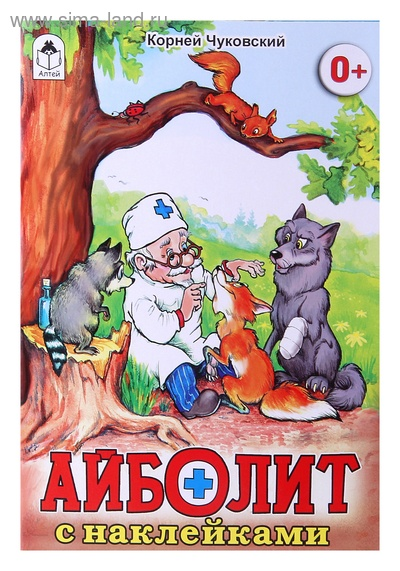 www.sima-land.ru
Корней Чуковский
Алтей
0+
АЙБОЛИТ
с наклейками